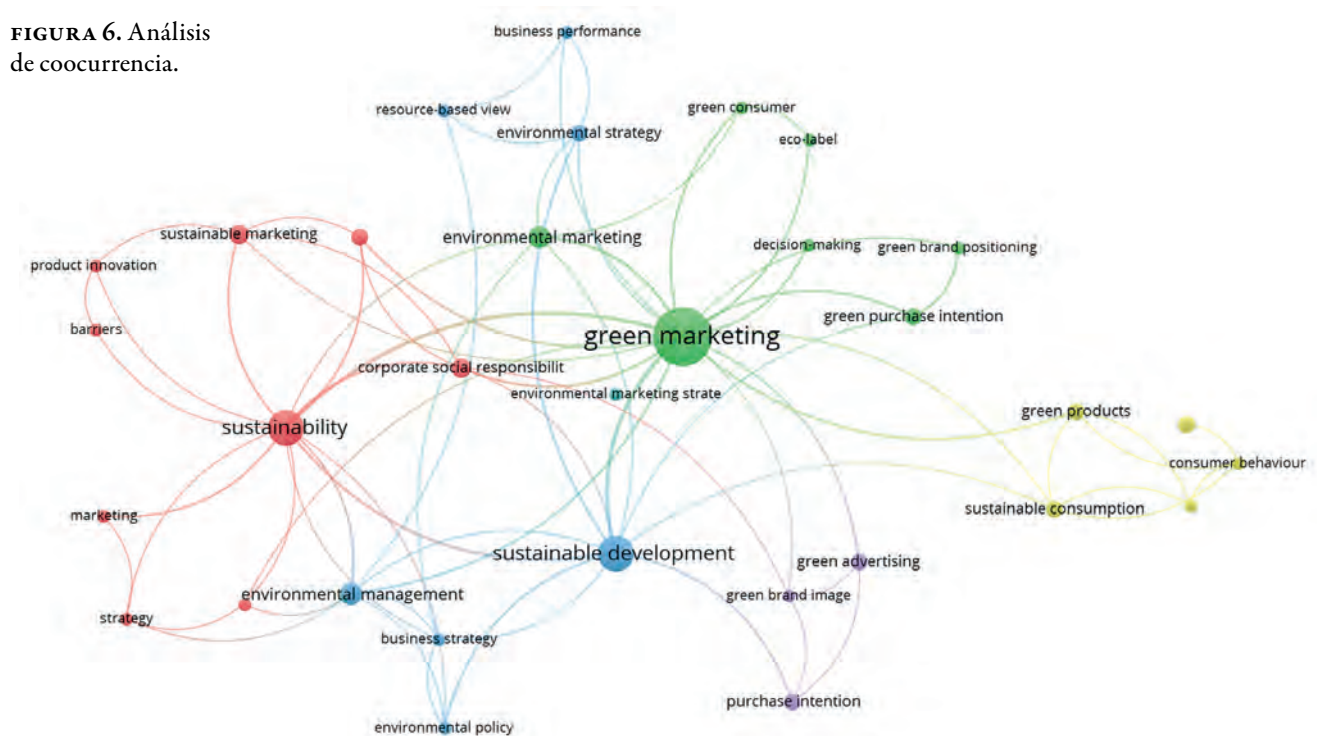 FIGURA 6. Análisis
de coocurrencia.
business performance
resource-based view
green consumer
environmental strategy
eco-label
sustainable marketing
environmental marketing
decision-making
green brand positioning
product innovation
green purchase intention
barriers
green marketing
corporate social responsibilit
environmental marketing strate
green products
sustainability
consumer behaviour
sustainable consumption
marketing
sustainable development
green advertising
environmental management
green brand image
strategy
business strategy
purchase intention
environmental policy